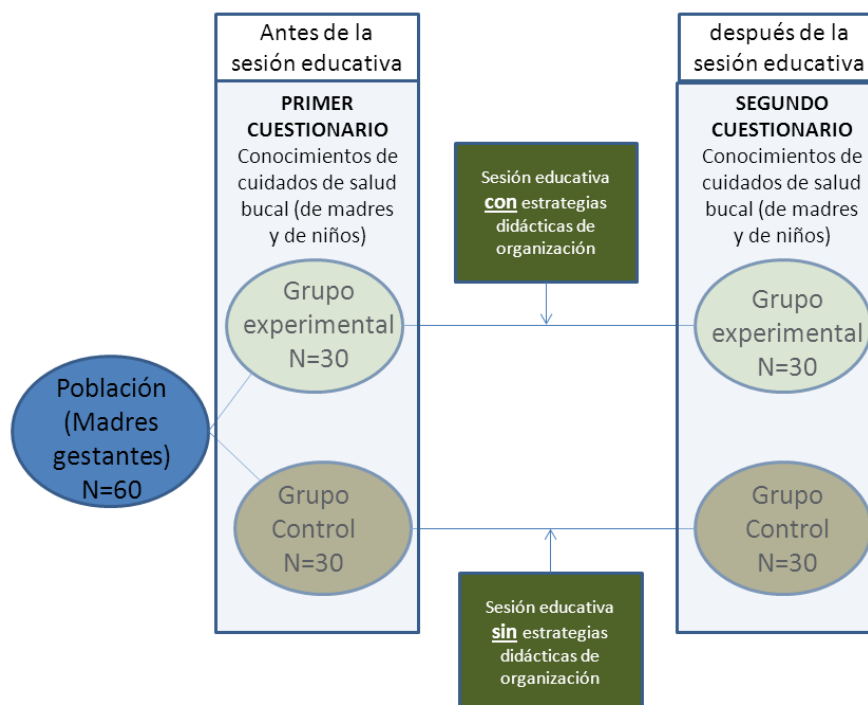 Antes de la
sesión educativa
PRIMER
CUESTIONARIO
Conocimientos de
cuidados de salud
bucal (de madres
y de niños)
Grupo
experimental
N=30
Población
(Madres
gestantes)
N=60
Grupo
Control
N=30
Sesión educativa
con estrategias
didácticas de
organización
Sesión educativa
sin estrategias
didácticas de
organización
después de la
sesión educativa
SEGUNDO
CUESTIONARIO
Conocimientos de
cuidados de salud
bucal (de madres
y de niños)
Grupo
experimental
N=30
Grupo
Control
N=30